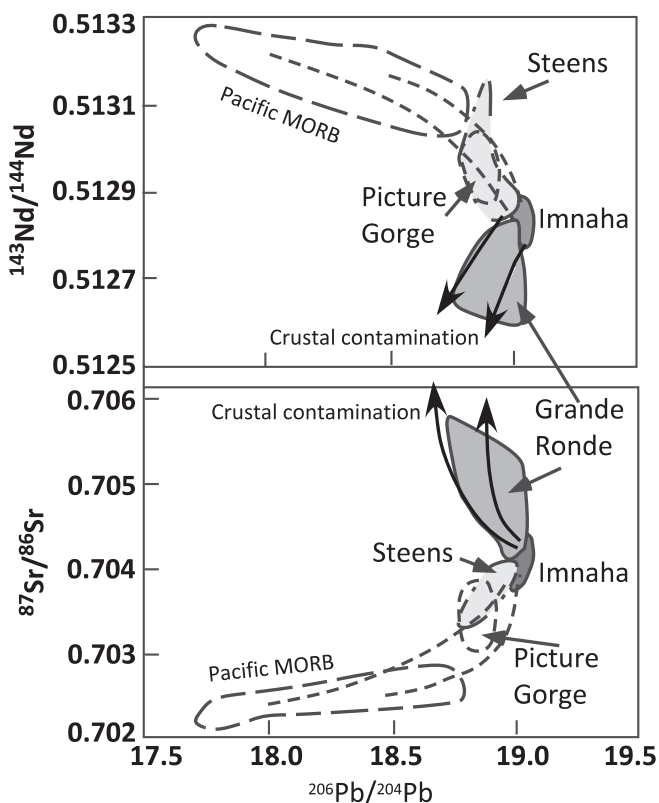 0.5133
Steens
0.5131
Pacific MORB
143Nd/144Nd
0.5129
Picture
Gorge
Imnaha
0.5127
Crustal contamination
0.5125
0.706
Crustal contamination
Grande
Ronde
0.705
87Sr/86Sr
Steens
0.704
Imnaha
0.703
Pacific MORB
Picture
Gorge
0.702
17.5 18.0 18.5 19.0 19.5
206Pb/204Pb